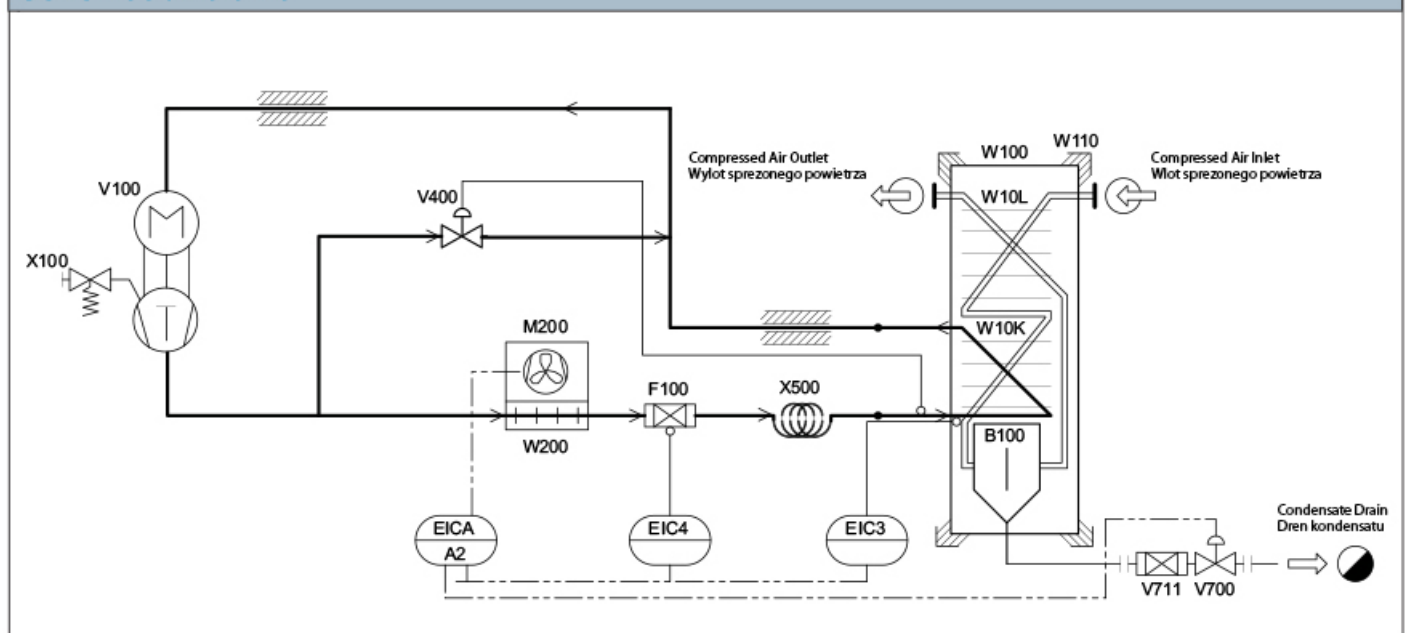 W110
W100
Compressed Air Outlet
Wylot sprezonego powietrza
Compressed Air Inlet
Wlot sprezonego powietrza
V100
V400
W10L
X100
M200
W10K
F100
X500
W200
B100
EICA
A2
EIC4
EIC3
Condensate Drain
Dren kondensatu
V711
V700